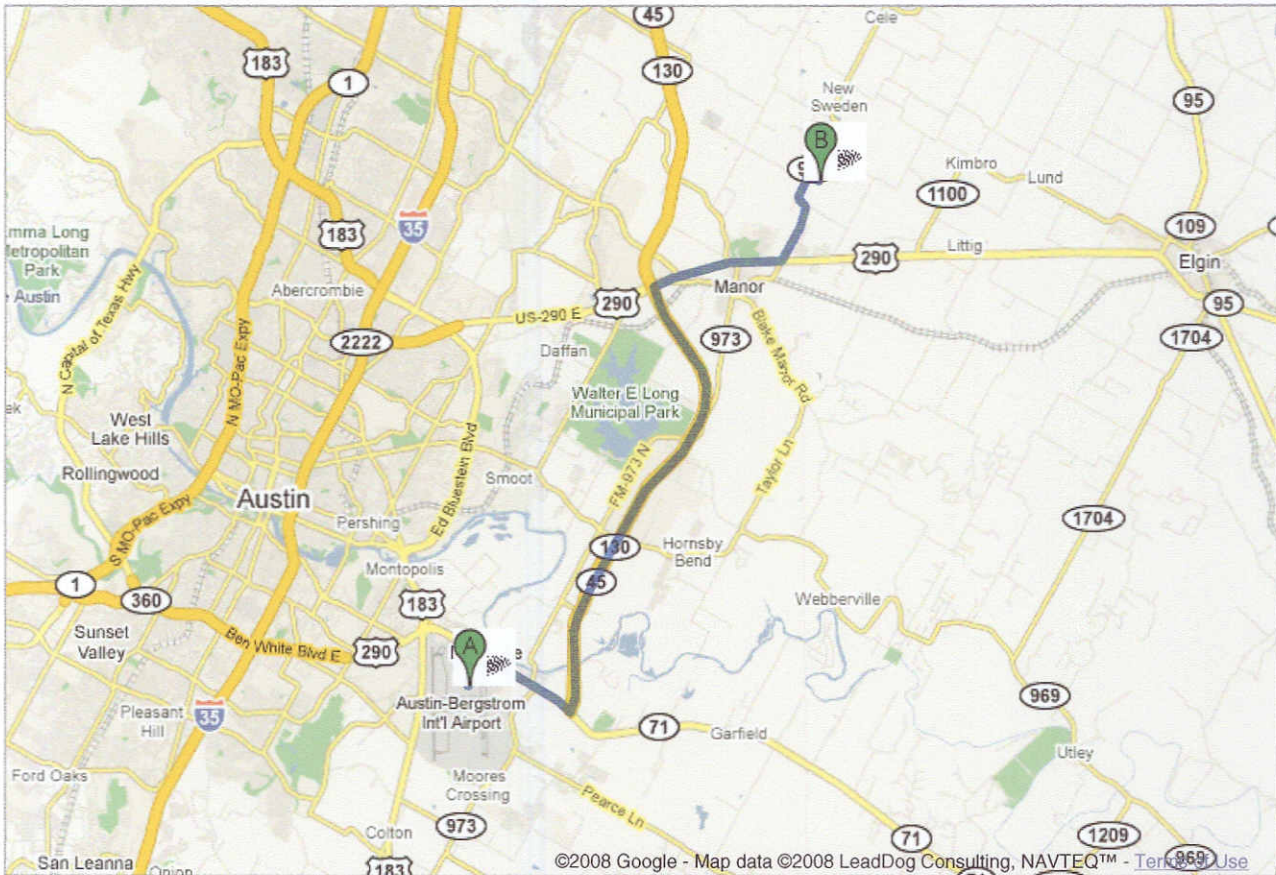 45
Cele
183
1
130
New
Sweden
95
B
Kimbro
Lund
1100
109
Emma Long
Metropolitan
Park
35
183
290
Littig
Elgin
Austin
Abercrombie
290
Manor
95
N Capital of Texas Hwy
N MO-Pac Expy
US-290 E
2222
973
1704
Daffan
Blake Manor Rd
Walter E Long
Municipal Park
West
Lake Hills
Rollingwood
Ed Bluestein Blvd
Smoot
FM-973 N
Taylor Ln
Austin
Pershing
S MO-Pac Expy
1704
130
Hornsby
Bend
Montopolis
45
1
360
183
Webberville
Sunset
Valley
Ben White Blvd E
290
A
Austin-Bergstrom
Int'l Airport
969
Pleasant
Hill
35
71
Garfield
Utley
Ford Oaks
Moores
Crossing
Pearce Ln
973
Colton
71
1209
San Leanna
Onion
183
969
©2008 Google - Map data ©2008 LeadDog Consulting, NAVTEQ™ - Terms of Use